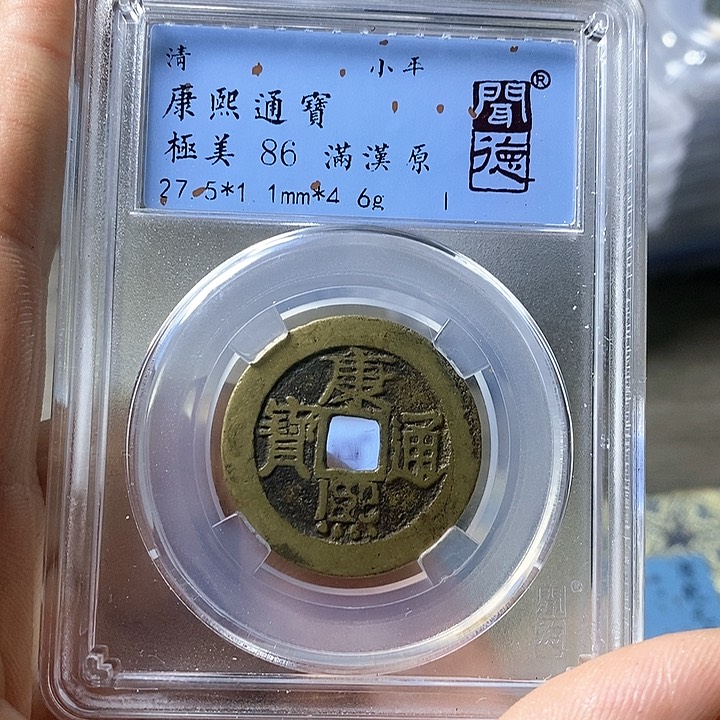 清 小平
康熙通寶
極美 86 滿漢原
27.5*1.1mm*4.6g
聞德®
康熙通寶